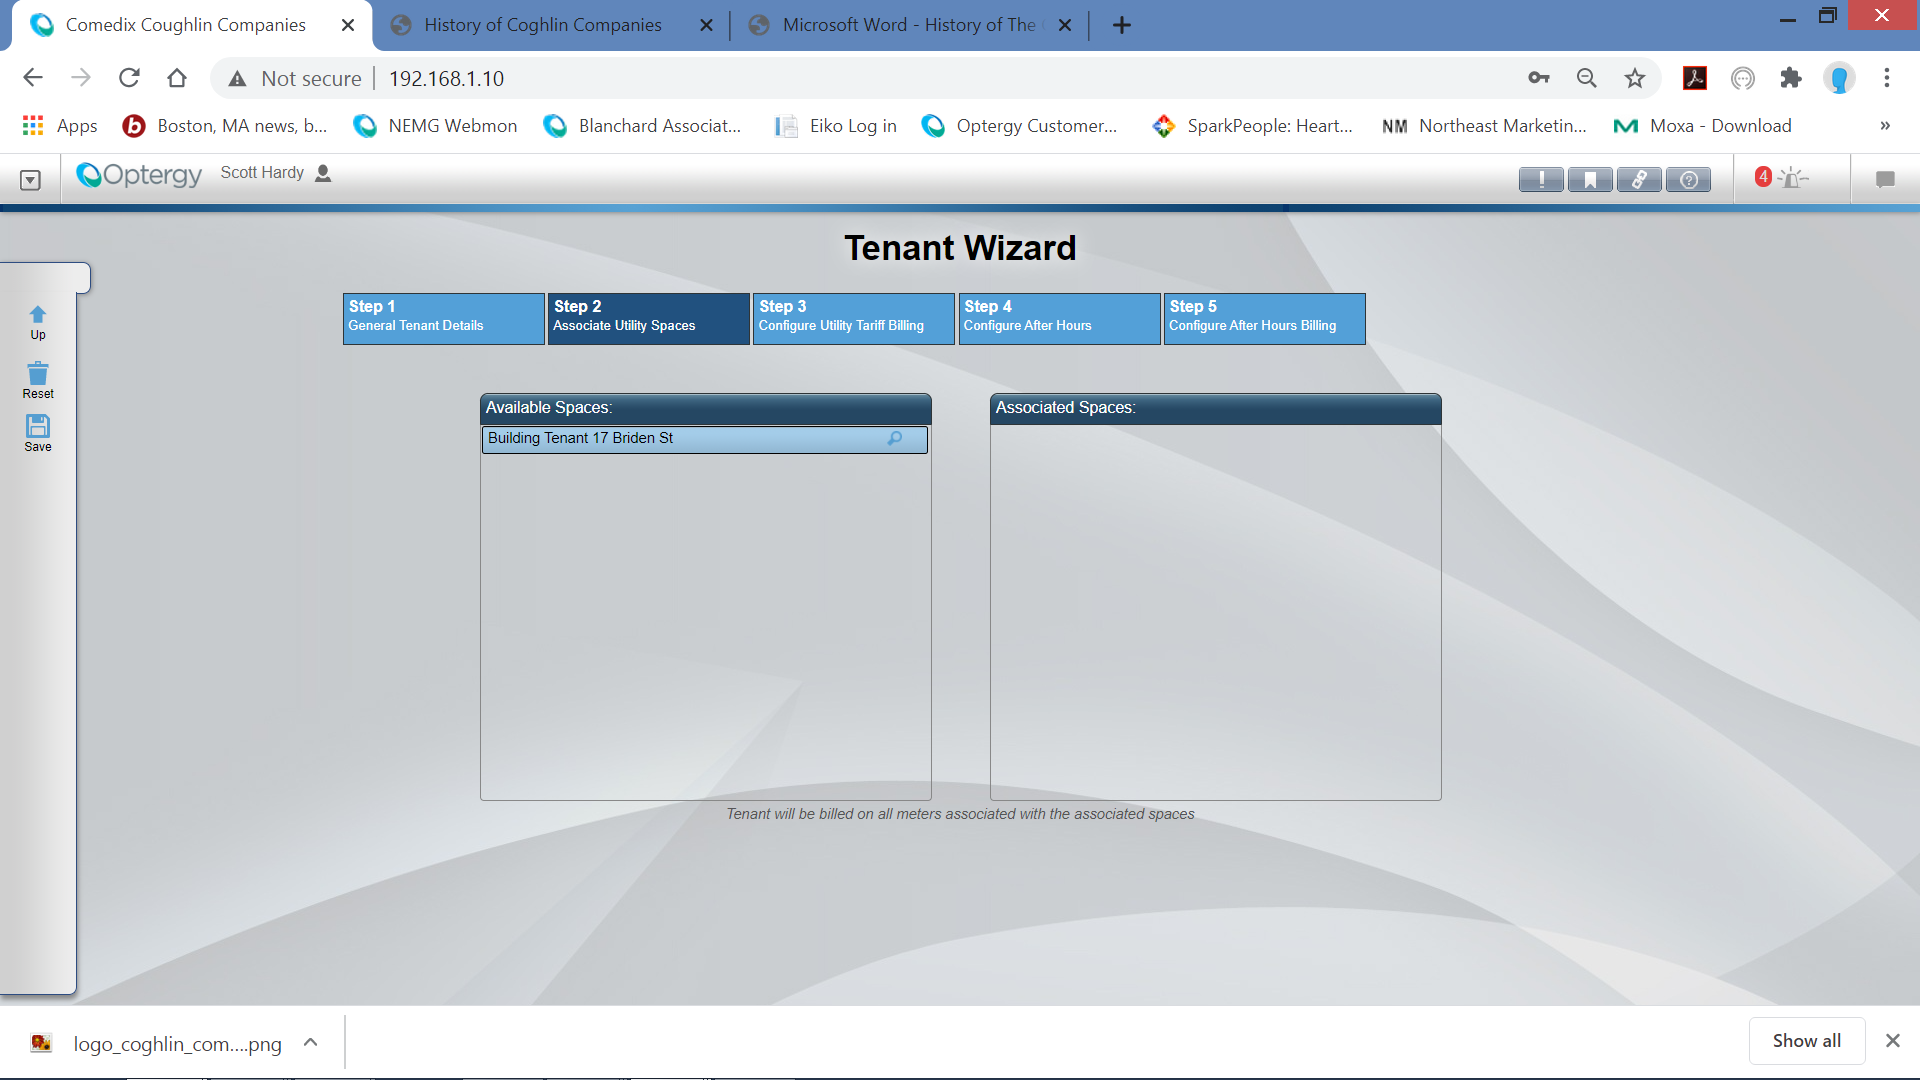 Comedix Coughlin Companies
History of Coghlin Companies
Microsoft Word - History of The
Not secure
192.168.1.10
Apps
Boston, MA news, b...
NEMG Webmon
Blanchard Associat...
Eiko Log in
Optergy Customer...
SparkPeople: Heart...
NM Northeast Marketin...
Moxa - Download
»
Optergy
Scott Hardy
4
Tenant Wizard
Step 1
General Tenant Details
Step 2
Associate Utility Spaces
Step 3
Configure Utility Tariff Billing
Step 4
Configure After Hours
Step 5
Configure After Hours Billing
Up
Reset
Save
Available Spaces:
Building Tenant 17 Briden St
Associated Spaces:
Tenant will be billed on all meters associated with the associated spaces
logo_coghlin_com....png
Show all